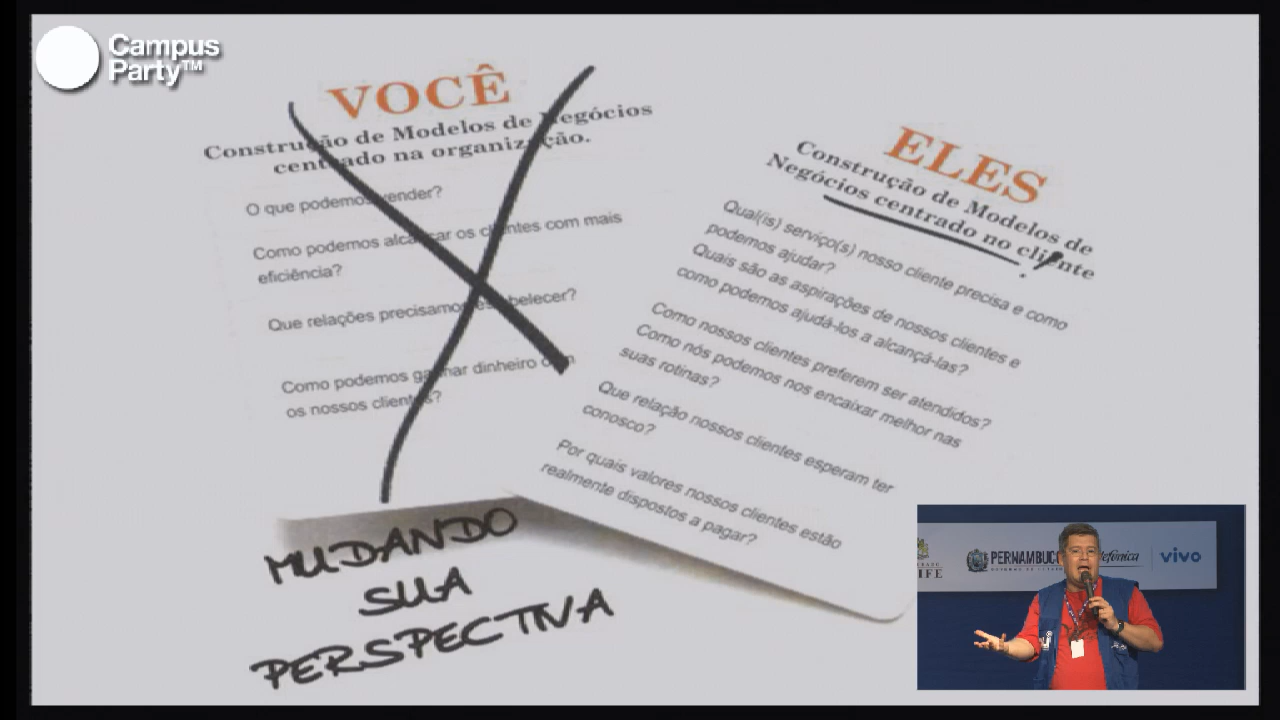 Campus
Party™
VOCÊ
Construção de Modelos de Negócios
centrado na organização.
O que podemos vender?
Como podemos alcançar os clientes com mais
eficiência?
Que relações precisamos estabelecer?
Como podemos ganhar dinheiro com
os nossos clientes?
ELES
Construção de Modelos de
Negócios centrado no cliente
Qual(is) serviço(s) nosso cliente precisa e como
podemos ajudar?
Quais são as aspirações de nossos clientes e
como podemos ajudá-los a alcançá-las?
Como nossos clientes preferem ser atendidos?
Como nós podemos nos encaixar melhor nas
suas rotinas?
Que relação nossos clientes esperam ter
conosco?
Por quais valores nossos clientes estão
realmente dispostos a pagar?
MUDANDO
SUA
PERSPECTIVA
PERNAMBUC
elefónica
vivo
IFE